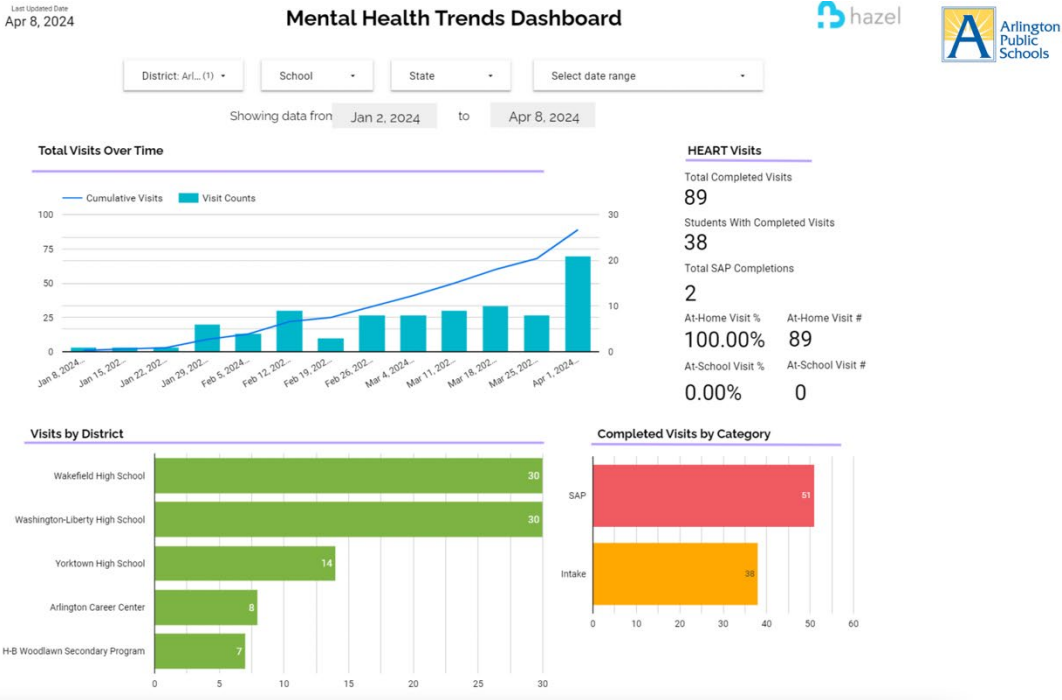 Last Updated Date
Apr 8, 2024
Mental Health Trends Dashboard
hazel
Arlington
Public
Schools
A
District: Arl... (1)
School
State
Select date range
Showing data from
Jan 2, 2024
to
Apr 8, 2024
Total Visits Over Time
Cumulative Visits
Visit Counts
100
75
50
25
0
30
20
10
0
Jan 8, 2024...
Jan 15, 202...
Jan 22, 202...
Jan 29, 202...
Feb 5, 2024...
Feb 12, 202...
Feb 19, 202...
Feb 26, 202...
Mar 4, 2024...
Mar 11, 202...
Mar 18, 202...
Mar 25, 202...
Apr 1, 2024...
HEART Visits
Total Completed Visits
89
Students With Completed Visits
38
Total SAP Completions
2
At-Home Visit % At-Home Visit #
100.00% 89
At-School Visit % At-School Visit #
0.00% 0
Visits by District
Wakefield High School 30
Washington-Liberty High School 30
Yorktown High School 14
Arlington Career Center 8
H-B Woodlawn Secondary Program 7
0 5 10 15 20 25 30
Completed Visits by Category
SAP 51
Intake 38
0 10 20 30 40 50 60